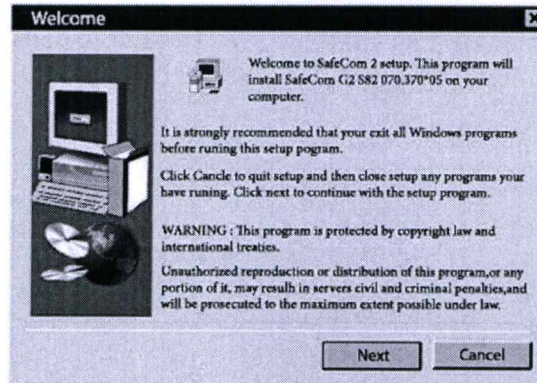 Welcome
Welcome to SafeCom 2 setup. This program will
install SafeCom G2 S82 070.370*05 on your
computer.
It is strongly recommended that your exit all Windows programs
before runing this setup pogram.
Click Cancle to quit setup and then close setup any programs your
have runing. Click next to continue with the setup program.
WARNING : This program is protected by copyright law and
international treaties.
Unauthorized reproduction or distribution of this program,or any
portion of it, may resulh in servers civil and criminal penalties,and
will be prosecuted to the maximum extent possible under law.
Next
Cancel